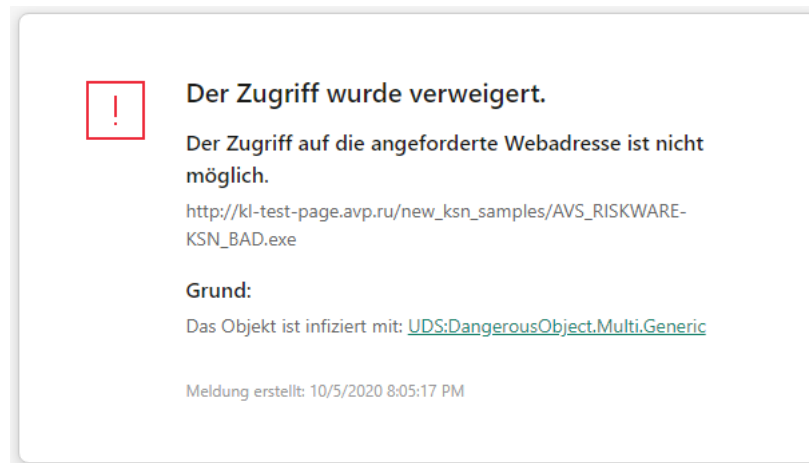 !
Der Zugriff wurde verweigert.
Der Zugriff auf die angeforderte Webadresse ist nicht
möglich.
http://kl-test-page.avp.ru/new_ksn_samples/AVS_RISKWARE-
KSN_BAD.exe
Grund:
Das Objekt ist infiziert mit: UDS:DangerousObject.Multi.Generic
Meldung erstellt: 10/5/2020 8:05:17 PM